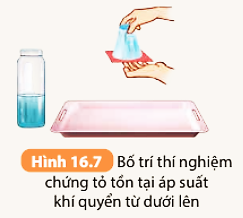 Hình 16.7 Bố trí thí nghiệm
chứng tỏ tồn tại áp suất
khí quyển từ dưới lên